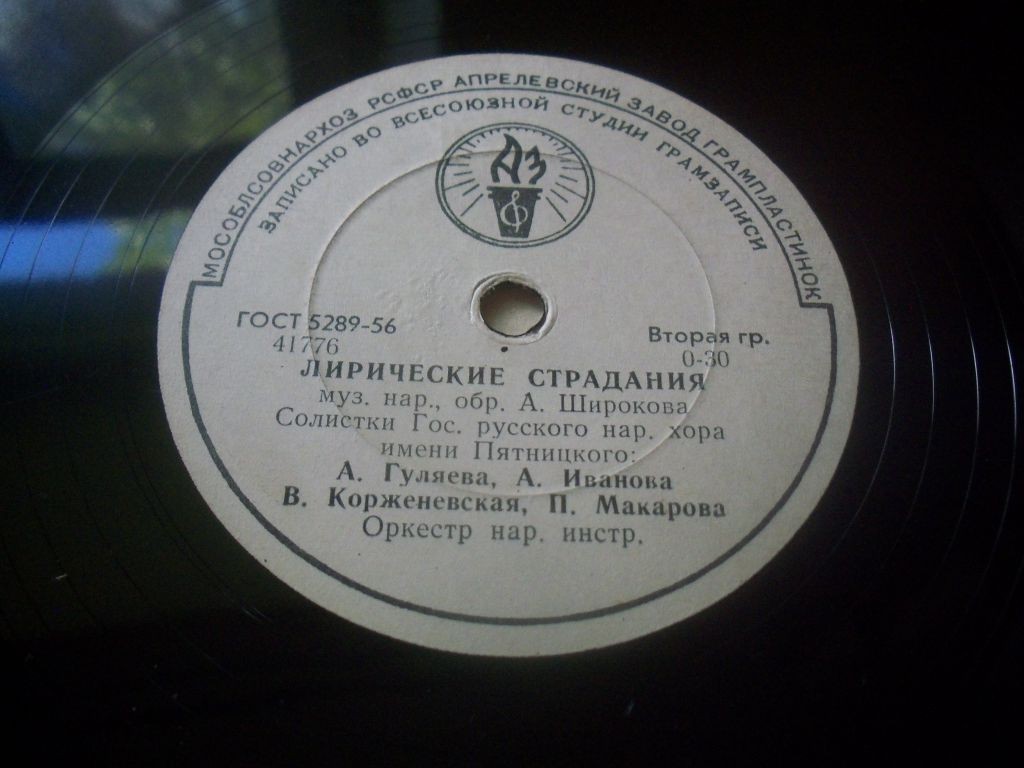 МОСОБЛСОВНАРХОЗ РСФСР АПРЕЛЕВСКИЙ ЗАВОД ГРАМПЛАСТИНОК
ЗАПИСАНО ВО ВСЕСОЮЗНОЙ СТУДИИ ГРАМЗАПИСИ
АЗ
ГОСТ 5289-56
41776
Вторая гр.
0-30
ЛИРИЧЕСКИЕ СТРАДАНИЯ
муз. нар., обр. А. Широкова
Солистки Гос. русского нар. хора
имени Пятницкого:
А. Гуляева, А. Иванова
В. Корженевская, П. Макарова
Оркестр нар. инстр.